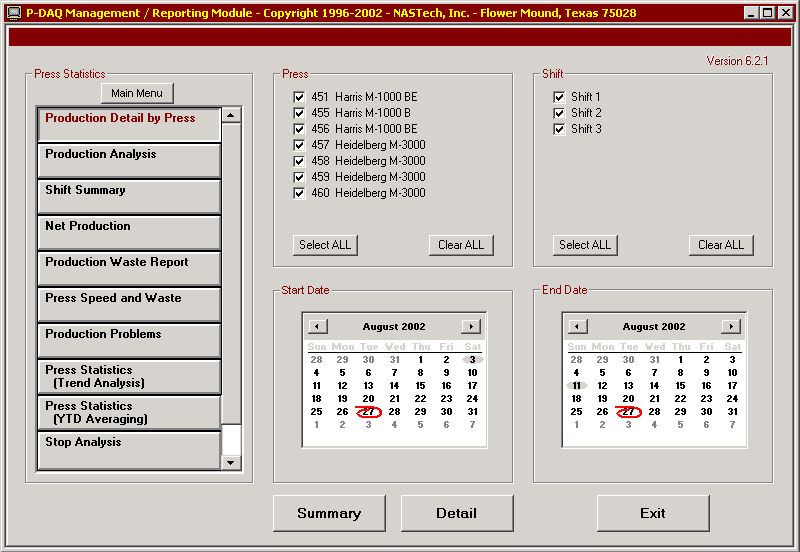 P-DAQ Management / Reporting Module - Copyright 1996-2002 - NASTech, Inc. - Flower Mound, Texas 75028
Version 6.2.1
Press Statistics
Main Menu
Production Detail by Press
Production Analysis
Shift Summary
Net Production
Production Waste Report
Press Speed and Waste
Production Problems
Press Statistics
(Trend Analysis)
Press Statistics
(YTD Averaging)
Stop Analysis
Press
451 Harris M-1000 BE
455 Harris M-1000 B
456 Harris M-1000 BE
457 Heidelberg M-3000
458 Heidelberg M-3000
459 Heidelberg M-3000
460 Heidelberg M-3000
Select ALL
Clear ALL
Shift
Shift 1
Shift 2
Shift 3
Select ALL
Clear ALL
Start Date
August 2002
Sun Mon Tue Wed Thu Fri Sat
28 29 30 31 1 2 3
4 5 6 7 8 9 10
11 12 13 14 15 16 17
18 19 20 21 22 23 24
25 26 27 28 29 30 31
1 2 3 4 5 6 7
End Date
August 2002
Sun Mon Tue Wed Thu Fri Sat
28 29 30 31 1 2 3
4 5 6 7 8 9 10
11 12 13 14 15 16 17
18 19 20 21 22 23 24
25 26 27 28 29 30 31
1 2 3 4 5 6 7
Summary
Detail
Exit